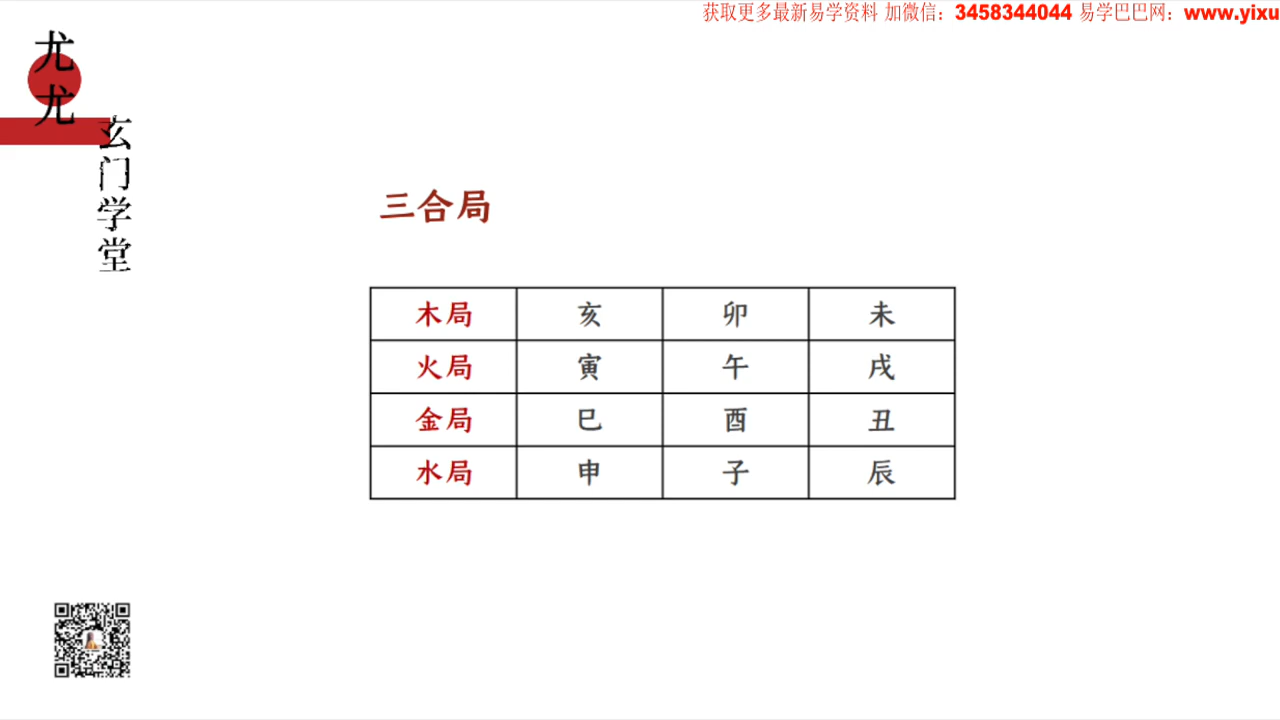 获取更多最新易学资料 加微信：3458344044 易学巴巴网：www.yixu
尤尤
玄门学堂
三合局
木局 亥 卯 未
火局 寅 午 戌
金局 巳 酉 丑
水局 申 子 辰